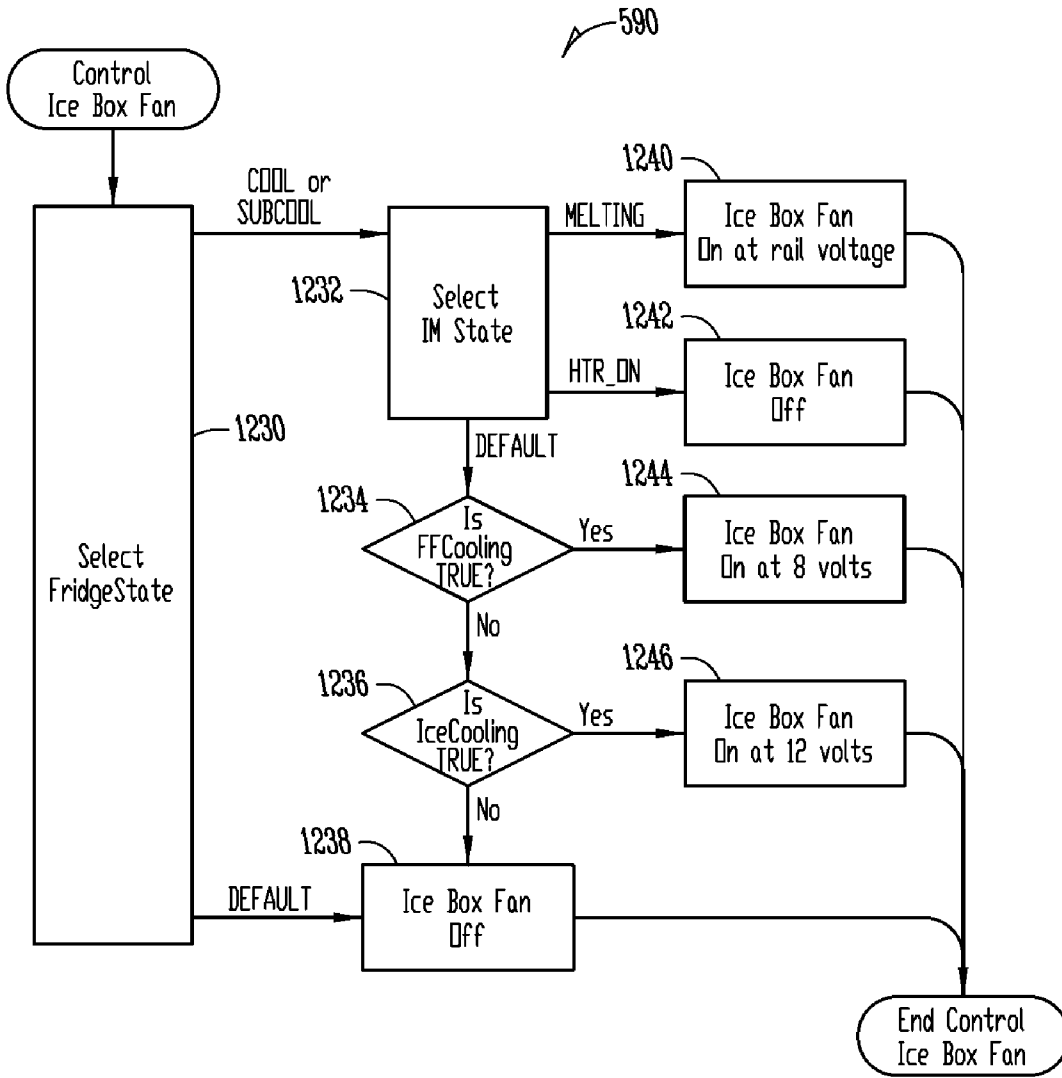 590
Control
Ice Box Fan
COOL or
SUBCOOL
1230
Select
FridgeState
1232
Select
IM State
MELTING
1240
Ice Box Fan
On at rail voltage
HTR_ON
1242
Ice Box Fan
Off
DEFAULT
1234
Is
FFCooling
TRUE?
Yes
1244
Ice Box Fan
On at 8 volts
No
1236
Is
IceCooling
TRUE?
Yes
1246
Ice Box Fan
On at 12 volts
No
1238
DEFAULT
Ice Box Fan
Off
End Control
Ice Box Fan